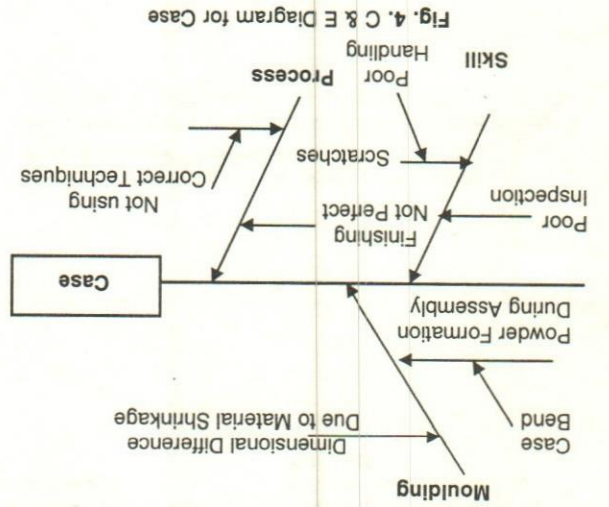 Moulding
Case
Bend
Dimensional Difference
Due to Material Shrinkage
Powder Formation
During Assembly
Case
Poor
Inspection
Finishing
Not Perfect
Not using
Correct Techniques
Scratches
Skill
Poor
Handling
Process
Fig. 4. C & E Diagram for Case